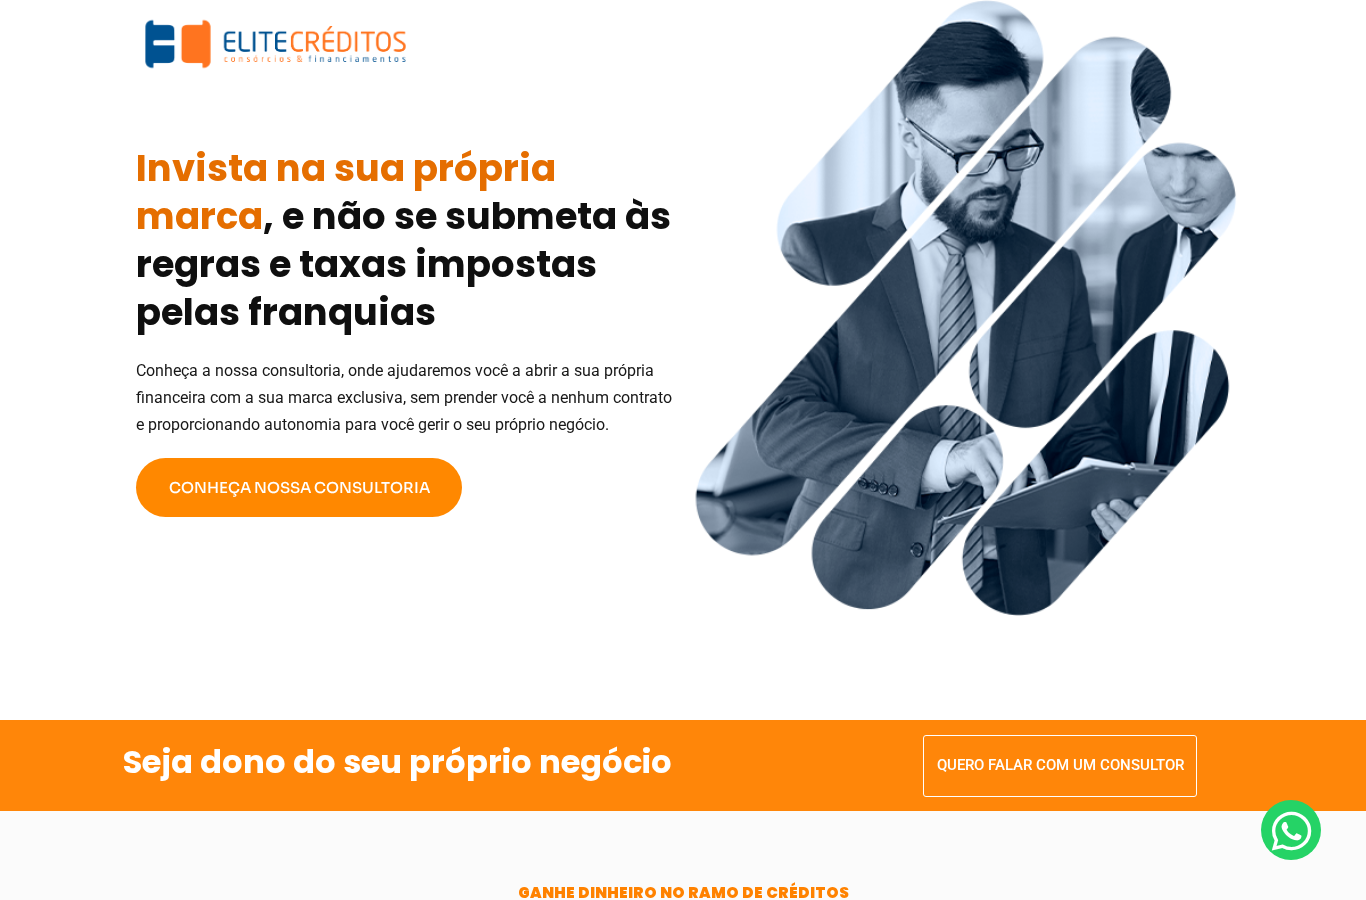 ELITECRÉDITOS
consórcios & financiamentos
Invista na sua própria
marca, e não se submeta às
regras e taxas impostas
pelas franquias
Conheça a nossa consultoria, onde ajudaremos você a abrir a sua própria
financeira com a sua marca exclusiva, sem prender você a nenhum contrato
e proporcionando autonomia para você gerir o seu próprio negócio.
CONHEÇA NOSSA CONSULTORIA
Seja dono do seu próprio negócio
QUERO FALAR COM UM CONSULTOR
GANHE DINHEIRO NO RAMO DE CRÉDITOS